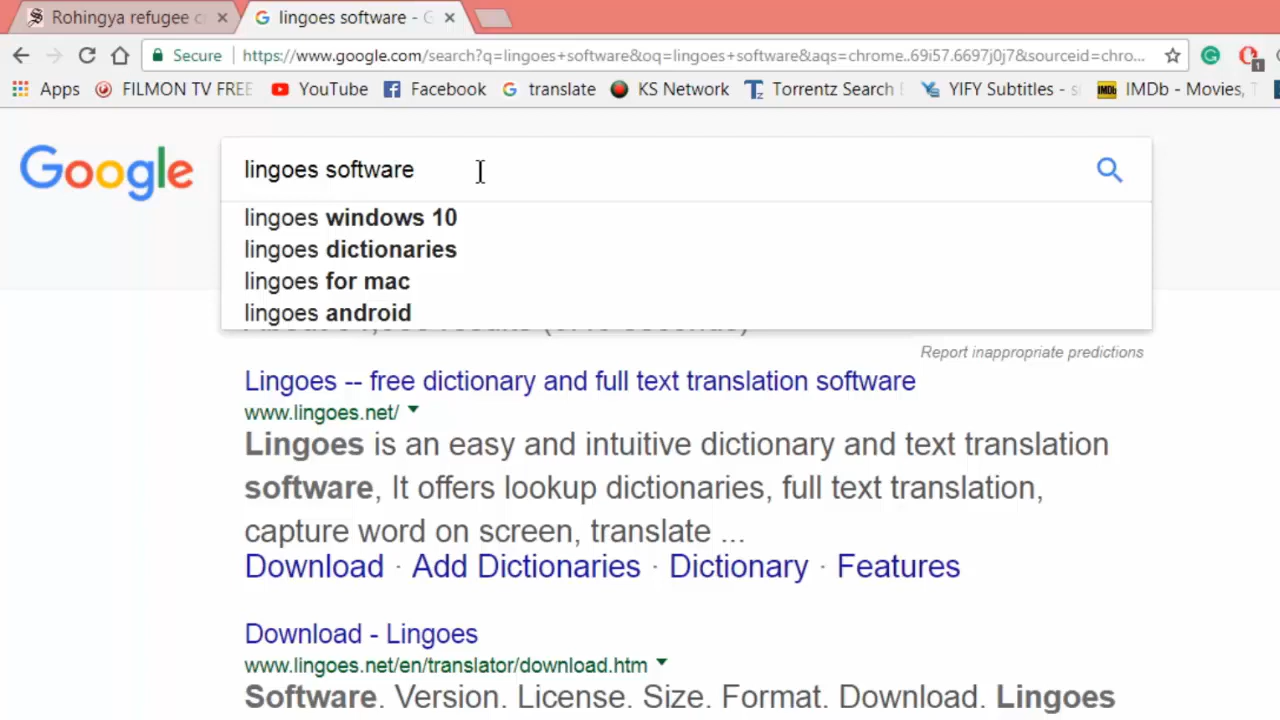 Rohingya refugee c
lingoes software - G
Secure
https://www.google.com/search?q=lingoes+software&oq=lingoes+software&aqs=chrome..69i57.6697j0j7&sourceid=chro...
1
Apps
FILMON TV FREE
YouTube
Facebook
translate
KS Network
Torrentz Search
YIFY Subtitles - s
IMDb - Movies,
Google
lingoes software
lingoes windows 10
lingoes dictionaries
lingoes for mac
lingoes android
Report inappropriate predictions
Lingoes -- free dictionary and full text translation software
www.lingoes.net/
Lingoes is an easy and intuitive dictionary and text translation
software, It offers lookup dictionaries, full text translation,
capture word on screen, translate ...
Download · Add Dictionaries · Dictionary · Features
Download - Lingoes
www.lingoes.net/en/translator/download.htm
Software. Version. License. Size. Format. Download. Lingoes